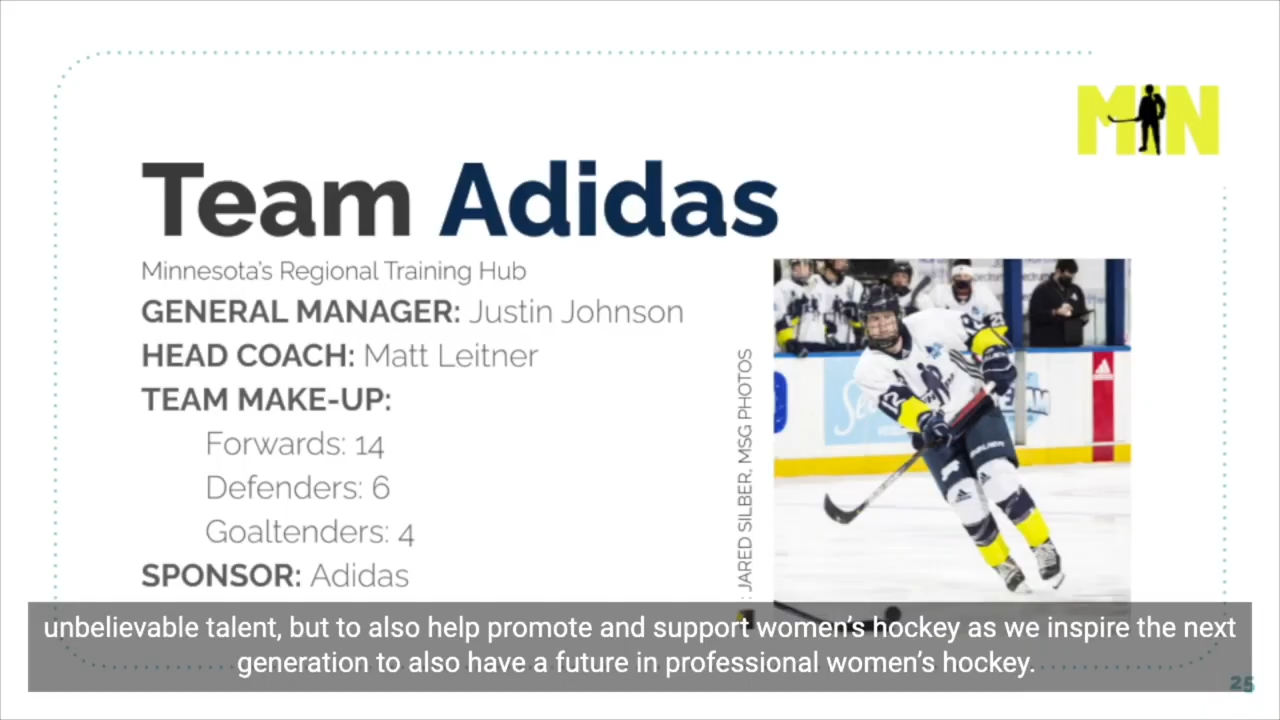 MIN
Team Adidas
Minnesota's Regional Training Hub
GENERAL MANAGER: Justin Johnson
HEAD COACH: Matt Leitner
TEAM MAKE-UP:
Forwards: 14
Defenders: 6
Goaltenders: 4
SPONSOR: Adidas
: JARED SILBER, MSG PHOTOS
12
unbelievable talent, but to also help promote and support women's hockey as we inspire the next
generation to also have a future in professional women's hockey.
25